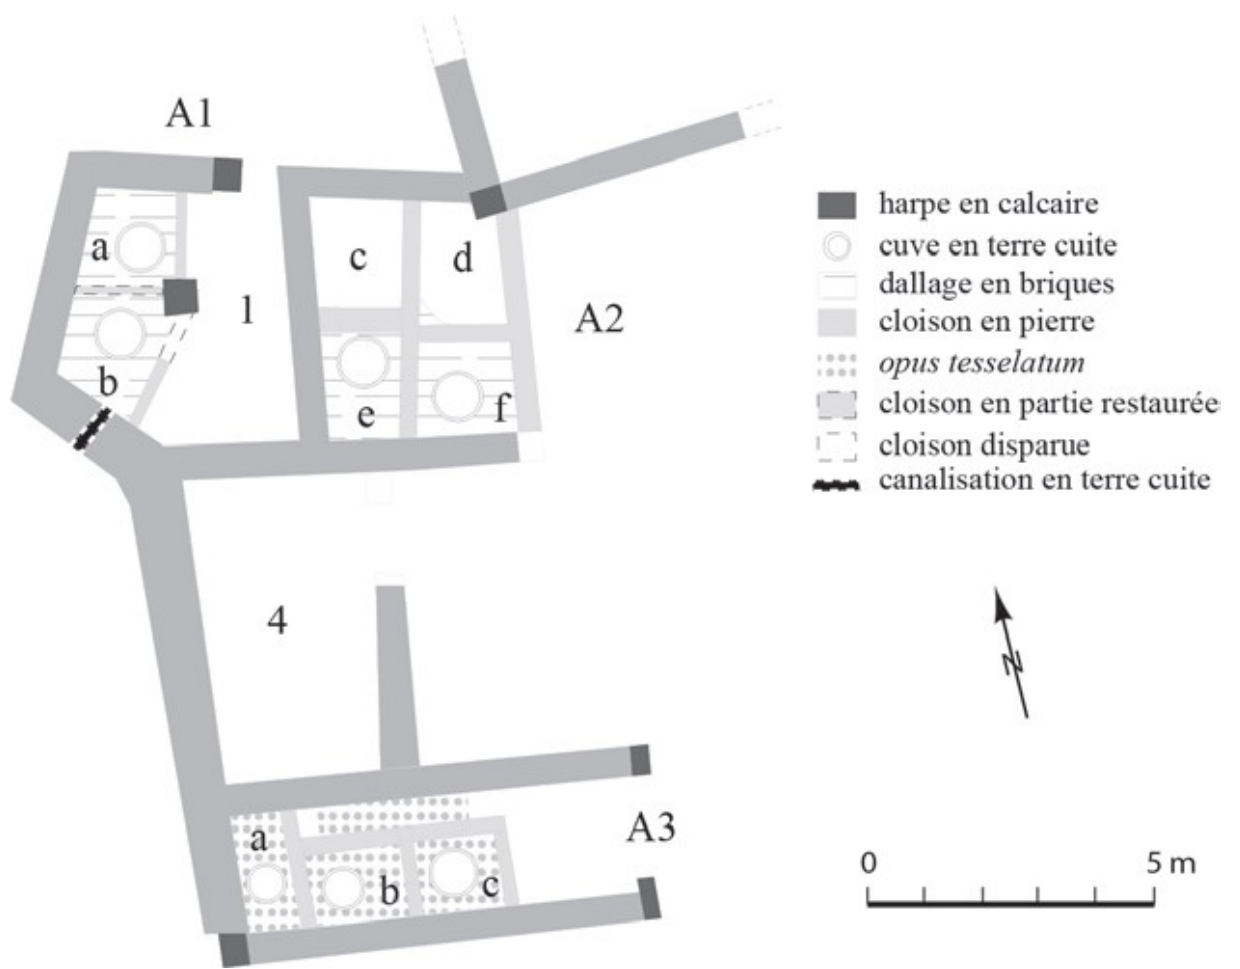 A1
a
1
b
c
d
A2
e
f
4
a
A3
b
c
harpe en calcaire
cuve en terre cuite
dallage en briques
cloison en pierre
opus tesselatum
cloison en partie restaurée
cloison disparue
canalisation en terre cuite
N
0 5 m